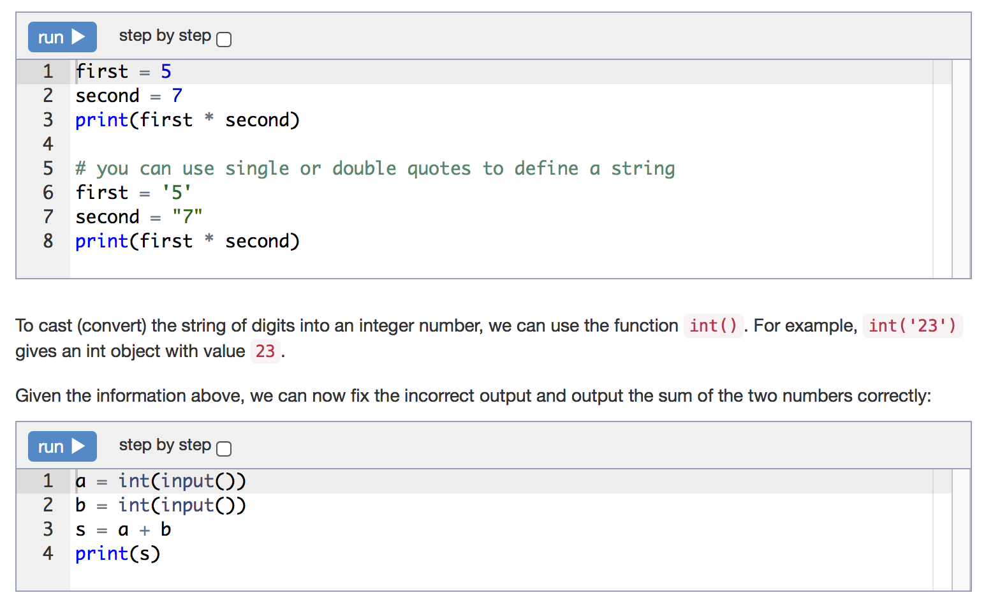 run step by step
1 first = 5
2 second = 7
3 print(first * second)
4
5 # you can use single or double quotes to define a string
6 first = '5'
7 second = "7"
8 print(first * second)
To cast (convert) the string of digits into an integer number, we can use the function int(). For example, int('23')
gives an int object with value 23.
Given the information above, we can now fix the incorrect output and output the sum of the two numbers correctly:
run step by step
1 a = int(input())
2 b = int(input())
3 s = a + b
4 print(s)